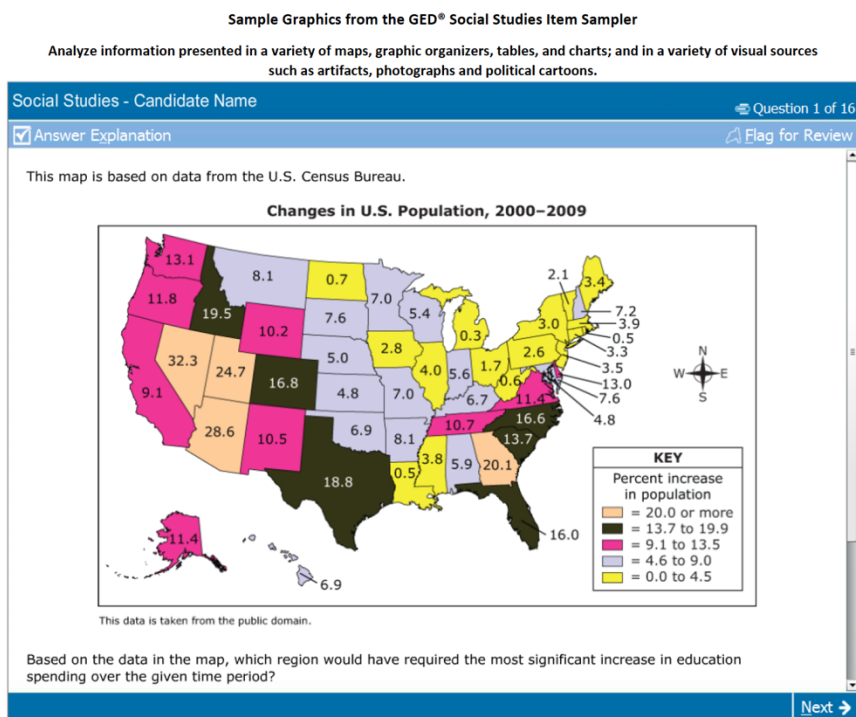 Sample Graphics from the GED® Social Studies Item Sampler
Analyze information presented in a variety of maps, graphic organizers, tables, and charts; and in a variety of visual sources
such as artifacts, photographs and political cartoons.
Social Studies - Candidate Name
Question 1 of 16
Answer Explanation
Flag for Review
This map is based on data from the U.S. Census Bureau.
Changes in U.S. Population, 2000–2009
13.1
8.1
0.7
2.1
3.4
11.8
19.5
7.0
7.6
5.4
7.2
3.9
0.5
3.3
3.0
0.3
10.2
2.8
2.6
3.5
N
W E
S
32.3
24.7
5.0
4.0
5.6
1.7
0.6
13.0
7.6
4.8
9.1
16.8
4.8
7.0
6.7
11.4
28.6
10.5
6.9
8.1
10.7
16.6
13.7
18.8
0.5
3.8
5.9
20.1
16.0
11.4
6.9
KEY
Percent increase
in population
= 20.0 or more
= 13.7 to 19.9
= 9.1 to 13.5
= 4.6 to 9.0
= 0.0 to 4.5
This data is taken from the public domain.
Based on the data in the map, which region would have required the most significant increase in education
spending over the given time period?
Next